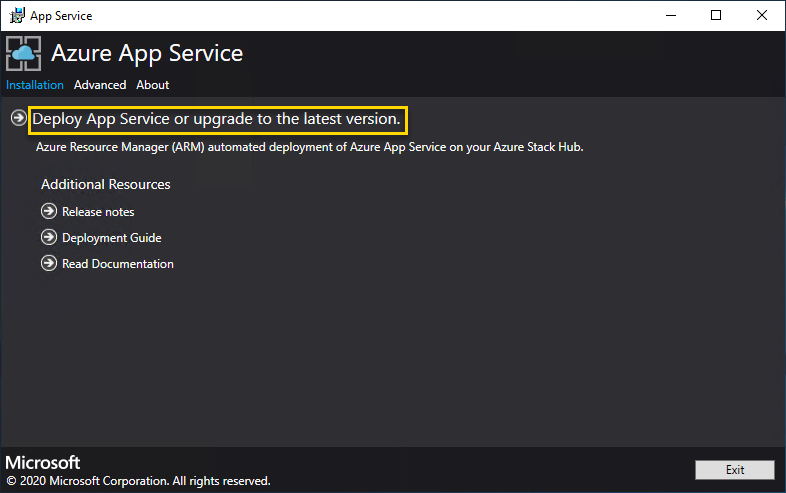 App Service
Azure App Service
Installation Advanced About
Deploy App Service or upgrade to the latest version.
Azure Resource Manager (ARM) automated deployment of Azure App Service on your Azure Stack Hub.
Additional Resources
Release notes
Deployment Guide
Read Documentation
Microsoft
© 2020 Microsoft Corporation. All rights reserved.
Exit